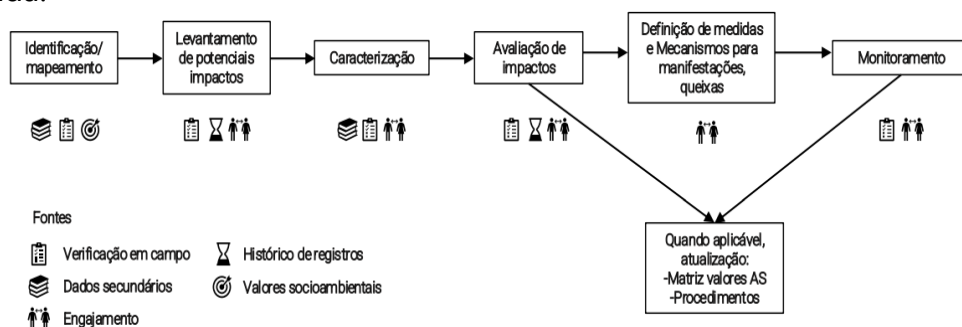 Identificação/
mapeamento
Levantamento
de potenciais
impactos
Caracterização
Avaliação de
impactos
Definição de medidas
e Mecanismos para
manifestações,
queixas
Monitoramento
Quando aplicável,
atualização:
-Matriz valores AS
-Procedimentos
Fontes
Verificação em campo
Histórico de registros
Dados secundários
Valores socioambientais
Engajamento